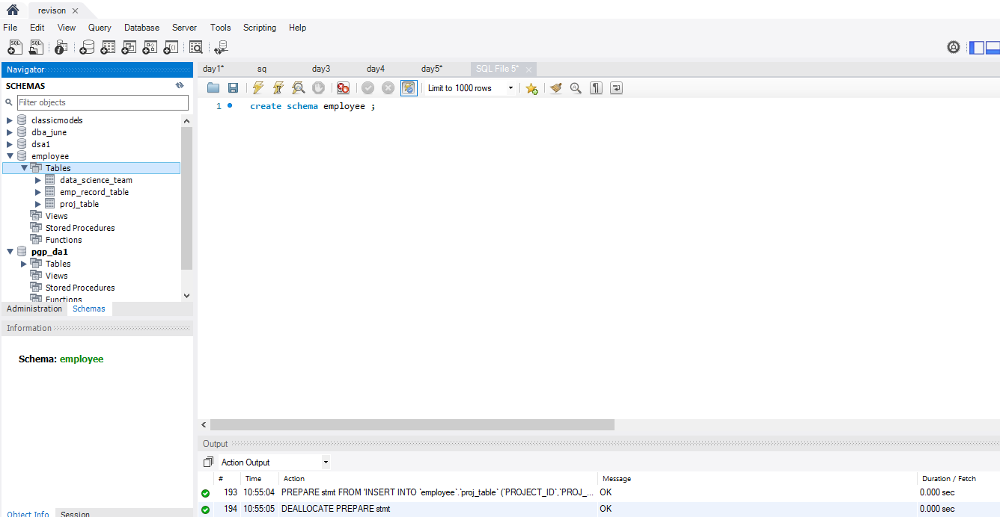 revison
File Edit View Query Database Server Tools Scripting Help
Navigator
SCHEMAS
Filter objects
classicmodels
dba_june
dsa1
employee
Tables
data_science_team
emp_record_table
proj_table
Views
Stored Procedures
Functions
pgp_da1
Tables
Views
Stored Procedures
Functions
Administration Schemas
Information
Schema: employee
Object Info Session
day1* sq day3 day4 day5* SQL File 5*
Limit to 1000 rows
1 create schema employee ;
Output
Action Output
# Time Action Message Duration / Fetch
193 10:55:04 PREPARE stmt FROM 'INSERT INTO `employee`.`proj_table` (`PROJECT_ID`,`PROJ_... OK 0.000 sec
194 10:55:05 DEALLOCATE PREPARE stmt OK 0.000 sec